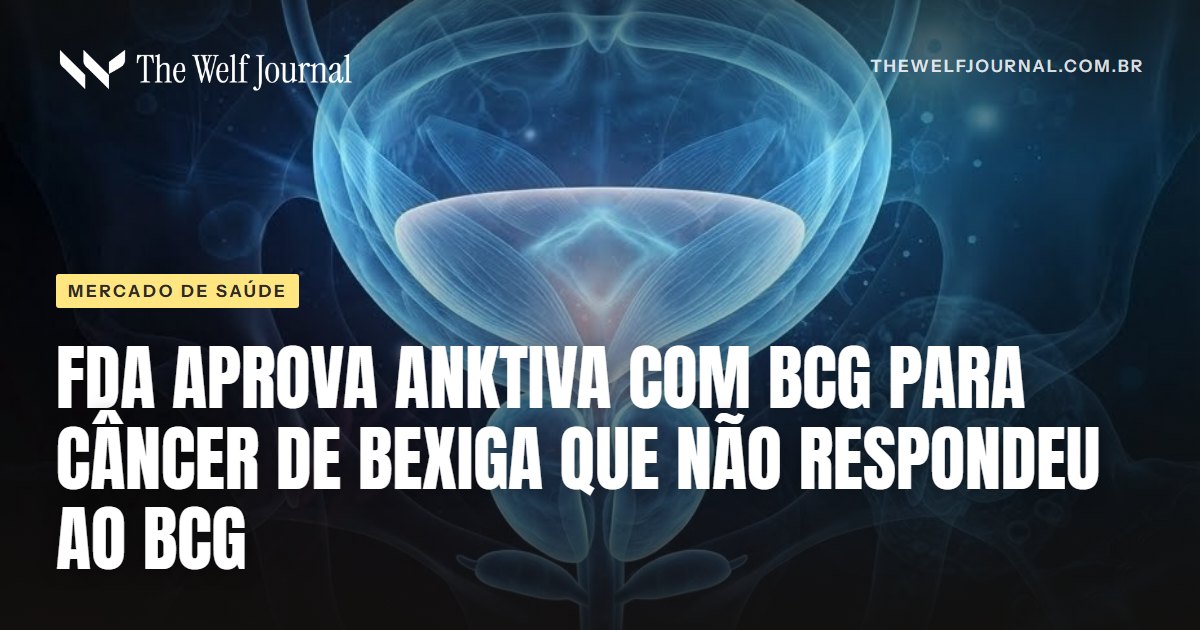 The Welf Journal
THEWELFJOURNAL.COM.BR
MERCADO DE SAÚDE
FDA APROVA ANKTIVA COM BCG PARA
CÂNCER DE BEXIGA QUE NÃO RESPONDEU
AO BCG